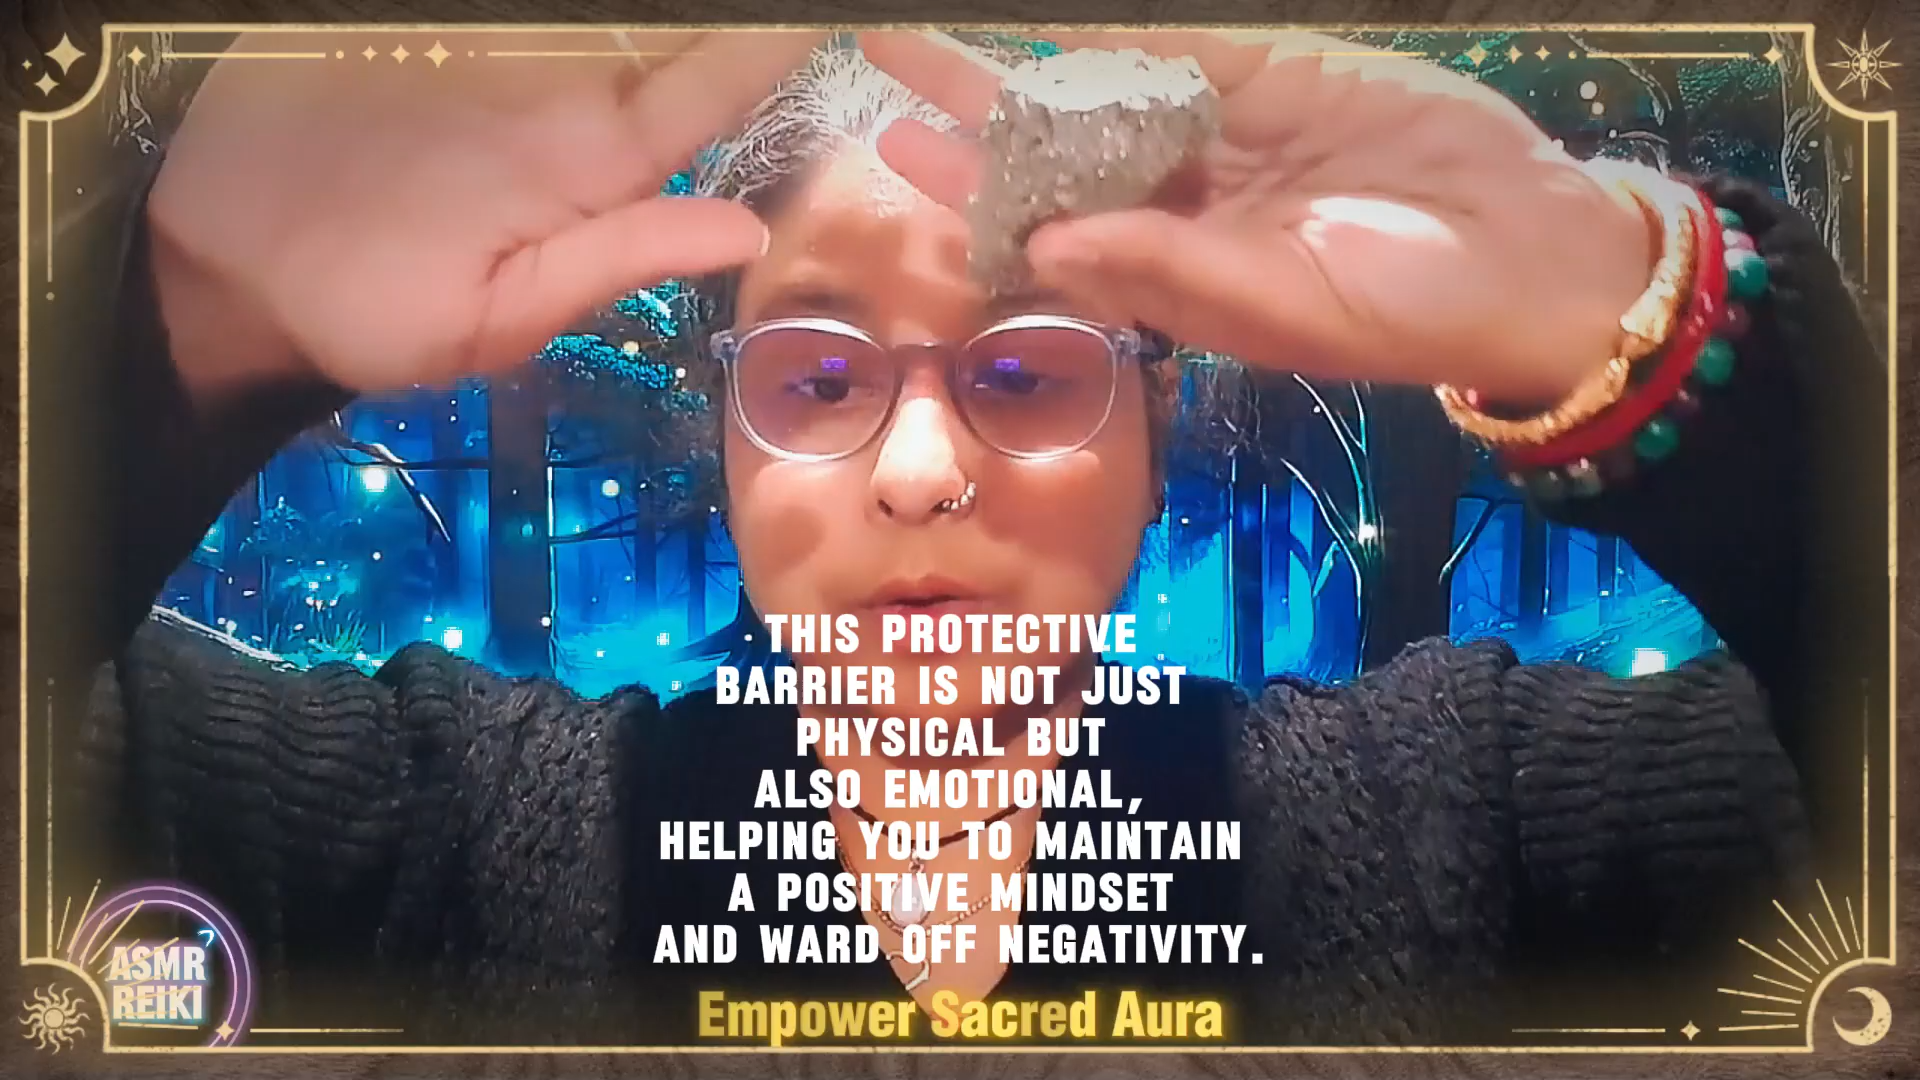 THIS PROTECTIVE
BARRIER IS NOT JUST
PHYSICAL BUT
ALSO EMOTIONAL,
HELPING YOU TO MAINTAIN
A POSITIVE MINDSET
AND WARD OFF NEGATIVITY.
Empower Sacred Aura
ASMR
REIKI